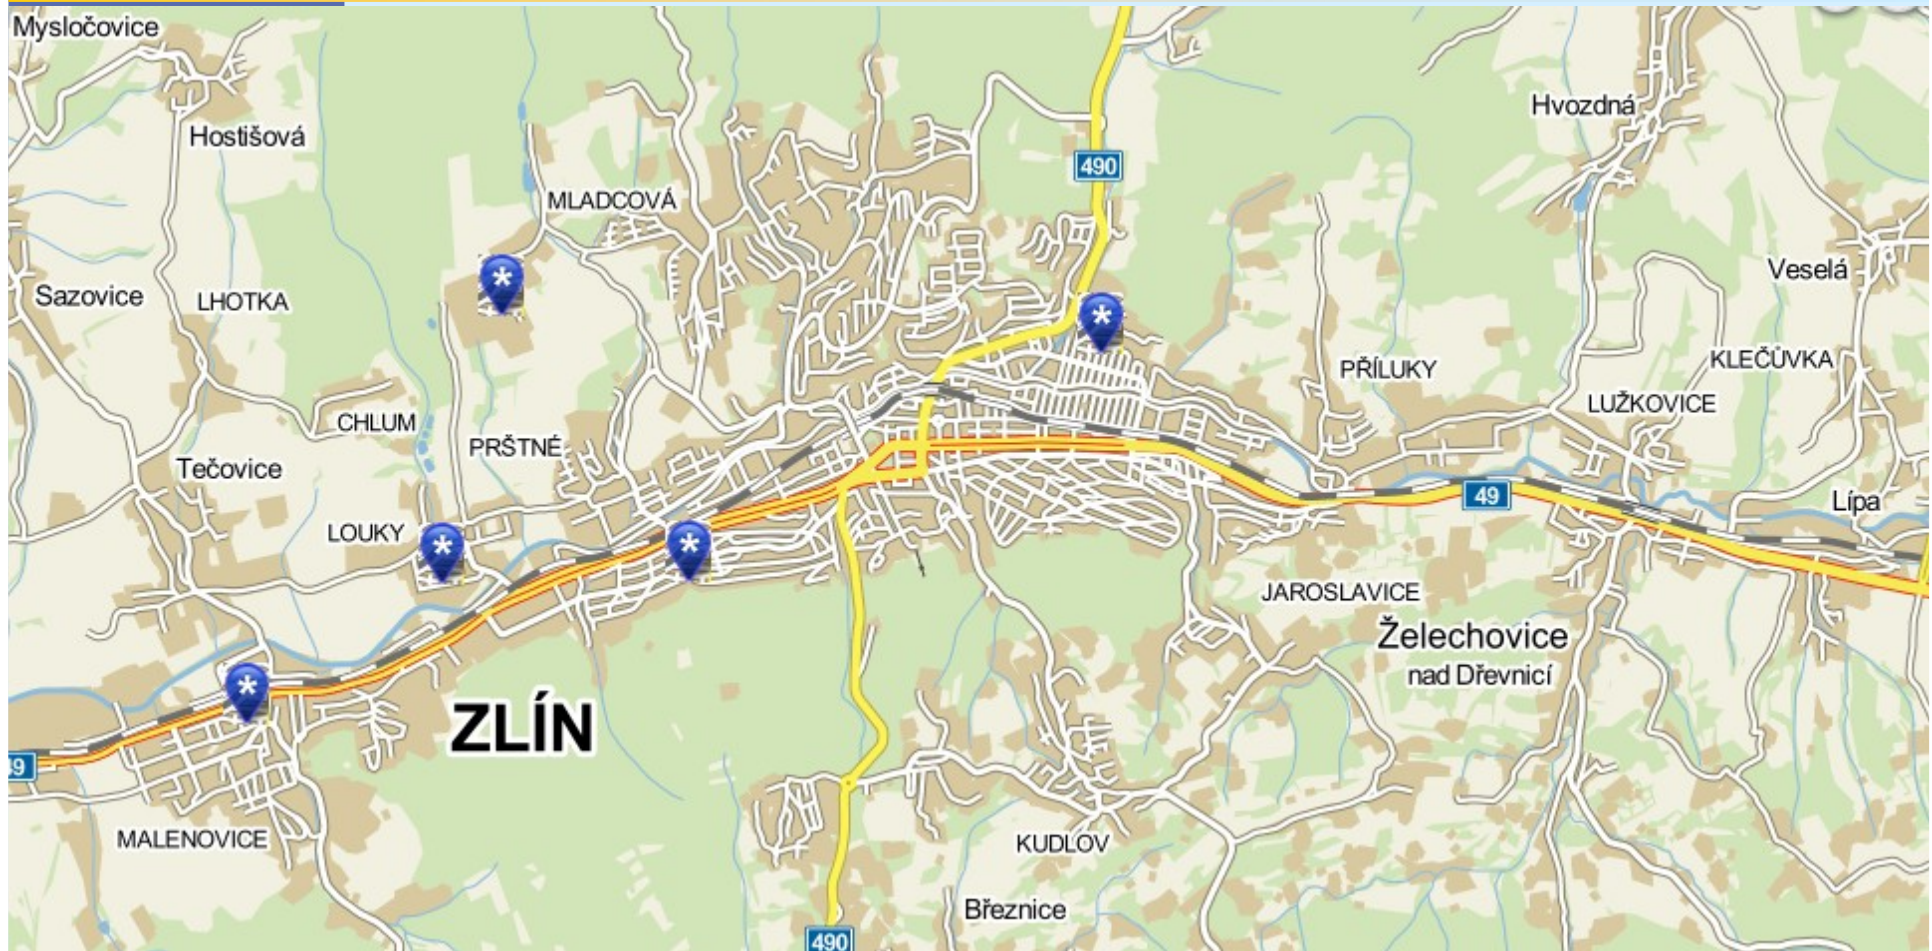 Mysločovice
Hvozdná
Hostišová
490
MLADCOVÁ
*
Veselá
Sazovice
LHOTKA
*
KLEČŮVKA
PŘÍLUKY
LUŽKOVICE
CHLUM
PRŠTNÉ
Tečovice
49
Lípa
LOUKY
*
*
JAROSLAVICE
Želechovice
nad Dřevnicí
*
ZLÍN
49
MALENOVICE
KUDLOV
Březnice
490